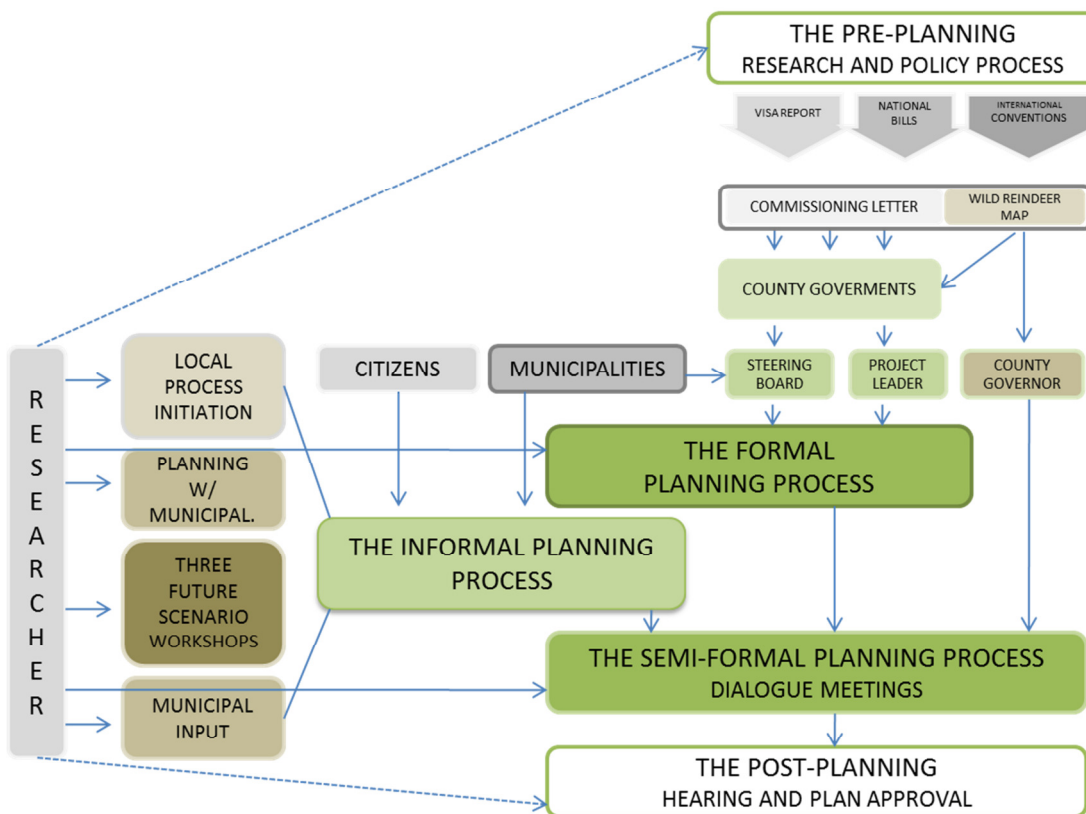 THE PRE-PLANNING
RESEARCH AND POLICY PROCESS
VISA REPORT
NATIONAL
BILLS
INTERNATIONAL
CONVENTIONS
COMMISSIONING LETTER
WILD REINDEER
MAP
COUNTY GOVERMENTS
RESEARCHER
LOCAL
PROCESS
INITIATION
CITIZENS
MUNICIPALITIES
STEERING
BOARD
PROJECT
LEADER
COUNTY
GOVERNOR
PLANNING
W/
MUNICIPAL.
THE FORMAL
PLANNING PROCESS
THE INFORMAL PLANNING
PROCESS
THREE
FUTURE
SCENARIO
WORKSHOPS
THE SEMI-FORMAL PLANNING PROCESS
DIALOGUE MEETINGS
MUNICIPAL
INPUT
THE POST-PLANNING
HEARING AND PLAN APPROVAL